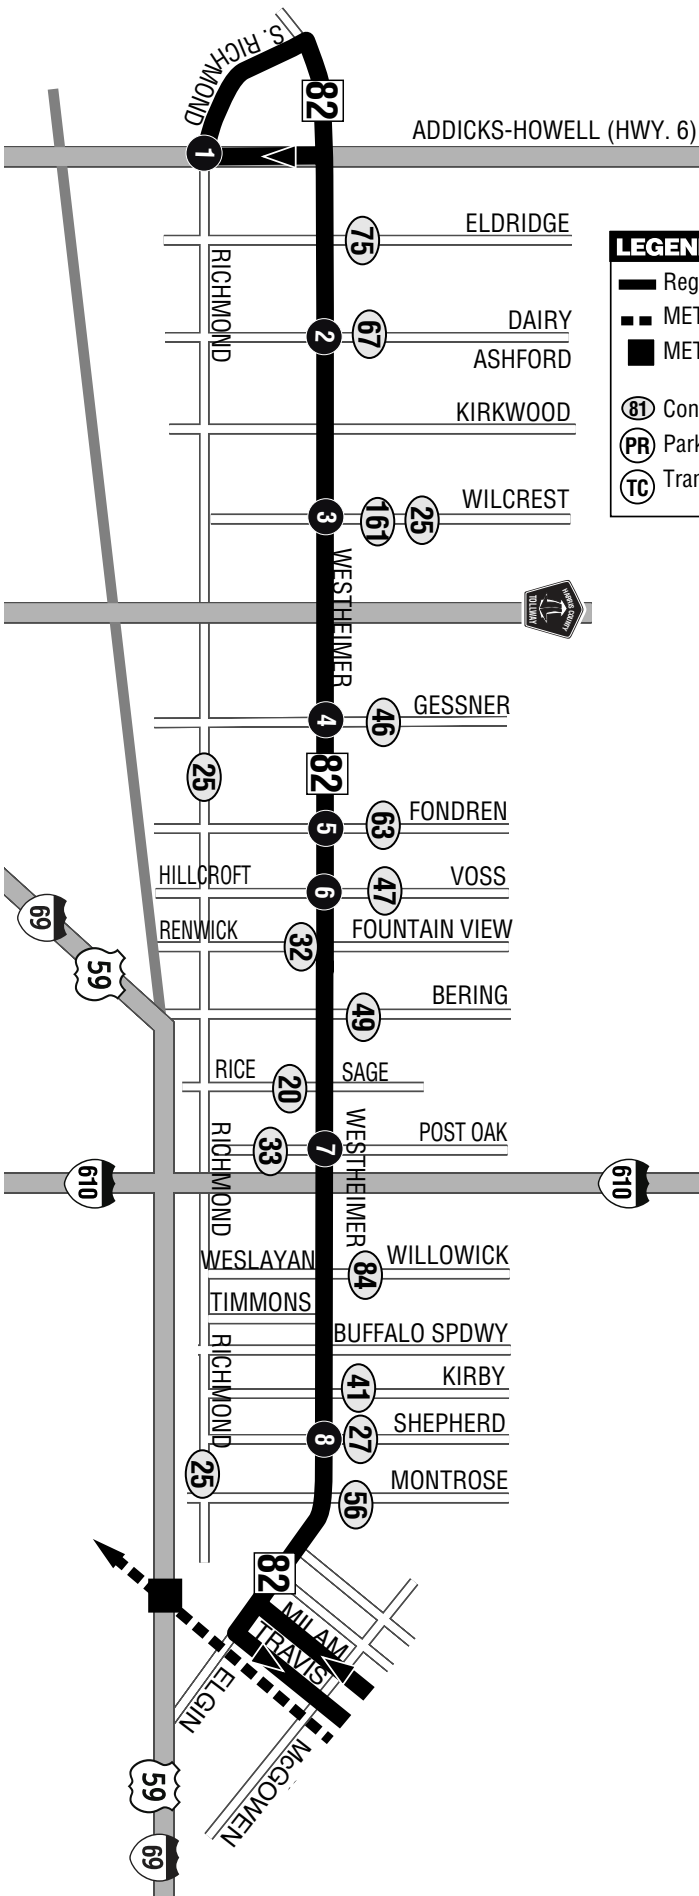 S. RICHMOND
82
ADDICKS-HOWELL (HWY. 6)
1
ELDRIDGE
75
RICHMOND
LEGEN
Reg
MET
MET
81 Con
PR Park
TC Tran
DAIRY
ASHFORD
2
67
KIRKWOOD
WILCREST
3
161
25
WESTHEIMER
HARRIS COUNTY
TOLLWAY
GESSNER
4
46
25
82
FONDREN
5
63
HILLCROFT
VOSS
6
47
69
RENWICK
32
FOUNTAIN VIEW
59
BERING
49
RICE
20
SAGE
POST OAK
RICHMOND
33
7
WESTHEIMER
610
610
WESLAYAN
WILLOWICK
84
TIMMONS
BUFFALO SPDWY
RICHMOND
KIRBY
41
SHEPHERD
8
27
25
MONTROSE
56
82
MILAM
TRAVIS
ELGIN
McGOWEN
59
69